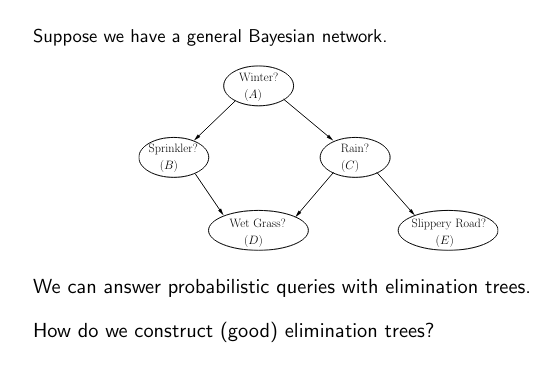 Suppose we have a general Bayesian network.
Winter?
(A)
Sprinkler?
(B)
Rain?
(C)
Wet Grass?
(D)
Slippery Road?
(E)
We can answer probabilistic queries with elimination trees.
How do we construct (good) elimination trees?